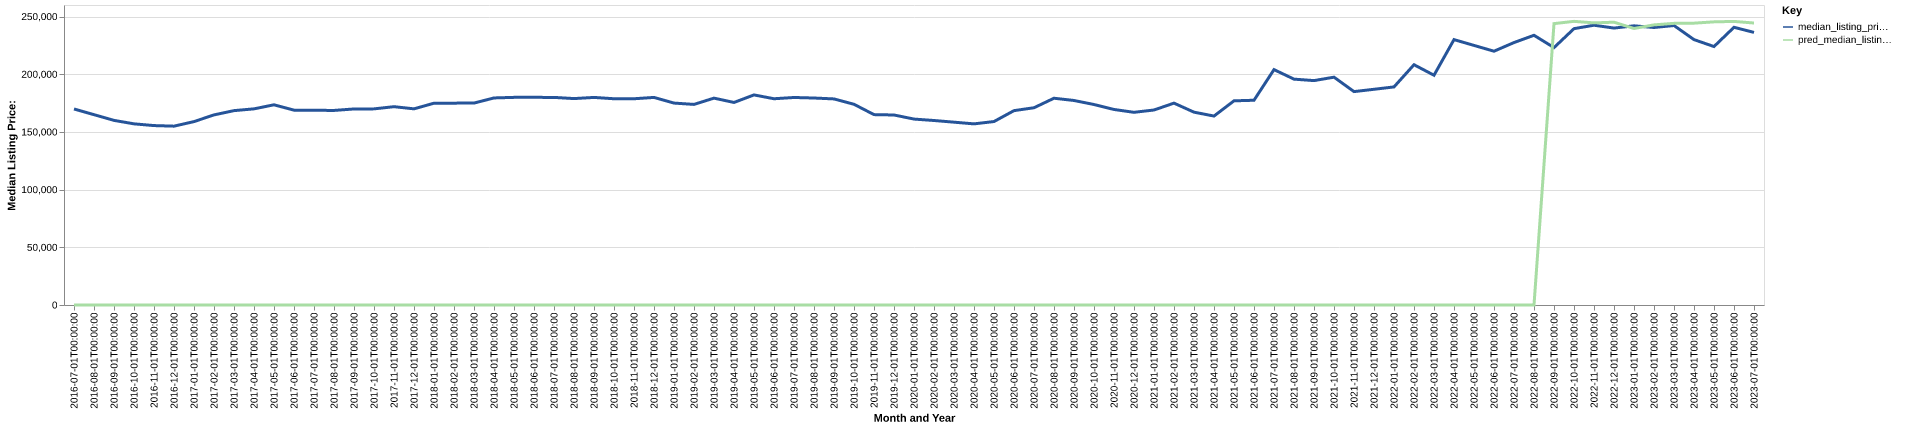 Key
median_listing_pri…
pred_median_listin…
Median Listing Price:
250,000
200,000
150,000
100,000
50,000
0
2016-07-01T00:00:00
2016-08-01T00:00:00
2016-09-01T00:00:00
2016-10-01T00:00:00
2016-11-01T00:00:00
2016-12-01T00:00:00
2017-01-01T00:00:00
2017-02-01T00:00:00
2017-03-01T00:00:00
2017-04-01T00:00:00
2017-05-01T00:00:00
2017-06-01T00:00:00
2017-07-01T00:00:00
2017-08-01T00:00:00
2017-09-01T00:00:00
2017-10-01T00:00:00
2017-11-01T00:00:00
2017-12-01T00:00:00
2018-01-01T00:00:00
2018-02-01T00:00:00
2018-03-01T00:00:00
2018-04-01T00:00:00
2018-05-01T00:00:00
2018-06-01T00:00:00
2018-07-01T00:00:00
2018-08-01T00:00:00
2018-09-01T00:00:00
2018-10-01T00:00:00
2018-11-01T00:00:00
2018-12-01T00:00:00
2019-01-01T00:00:00
2019-02-01T00:00:00
2019-03-01T00:00:00
2019-04-01T00:00:00
2019-05-01T00:00:00
2019-06-01T00:00:00
2019-07-01T00:00:00
2019-08-01T00:00:00
2019-09-01T00:00:00
2019-10-01T00:00:00
2019-11-01T00:00:00
2019-12-01T00:00:00
2020-01-01T00:00:00
2020-02-01T00:00:00
2020-03-01T00:00:00
2020-04-01T00:00:00
2020-05-01T00:00:00
2020-06-01T00:00:00
2020-07-01T00:00:00
2020-08-01T00:00:00
2020-09-01T00:00:00
2020-10-01T00:00:00
2020-11-01T00:00:00
2020-12-01T00:00:00
2021-01-01T00:00:00
2021-02-01T00:00:00
2021-03-01T00:00:00
2021-04-01T00:00:00
2021-05-01T00:00:00
2021-06-01T00:00:00
2021-07-01T00:00:00
2021-08-01T00:00:00
2021-09-01T00:00:00
2021-10-01T00:00:00
2021-11-01T00:00:00
2021-12-01T00:00:00
2022-01-01T00:00:00
2022-02-01T00:00:00
2022-03-01T00:00:00
2022-04-01T00:00:00
2022-05-01T00:00:00
2022-06-01T00:00:00
2022-07-01T00:00:00
2022-08-01T00:00:00
2022-09-01T00:00:00
2022-10-01T00:00:00
2022-11-01T00:00:00
2022-12-01T00:00:00
2023-01-01T00:00:00
2023-02-01T00:00:00
2023-03-01T00:00:00
2023-04-01T00:00:00
2023-05-01T00:00:00
2023-06-01T00:00:00
2023-07-01T00:00:00
Month and Year